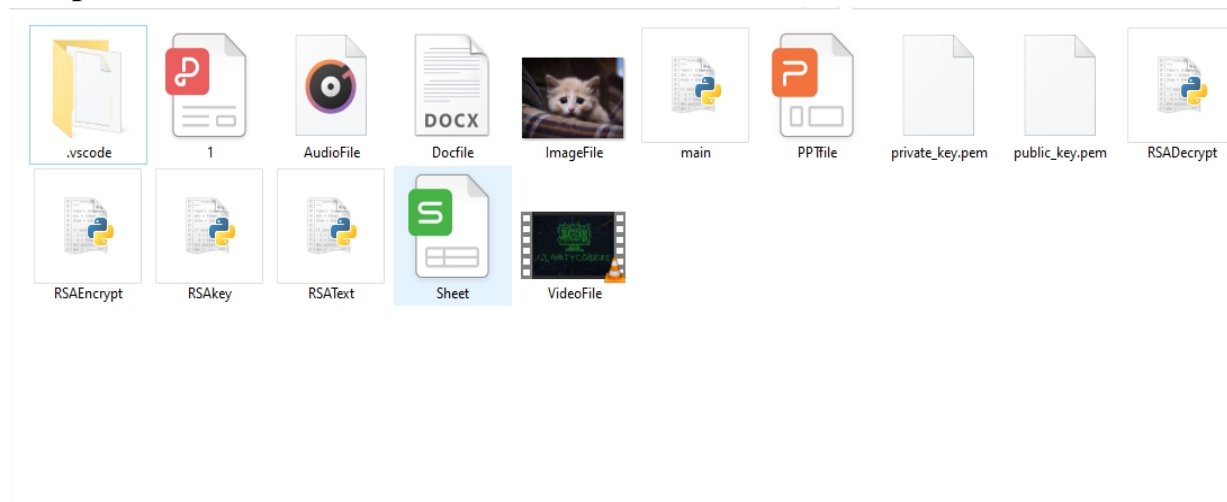 .vscode 1 AudioFile Docfile ImageFile main PPTfile private_key.pem public_key.pem RSADecrypt
DOCX
RSAEncrypt RSAkey RSAText Sheet VideoFile